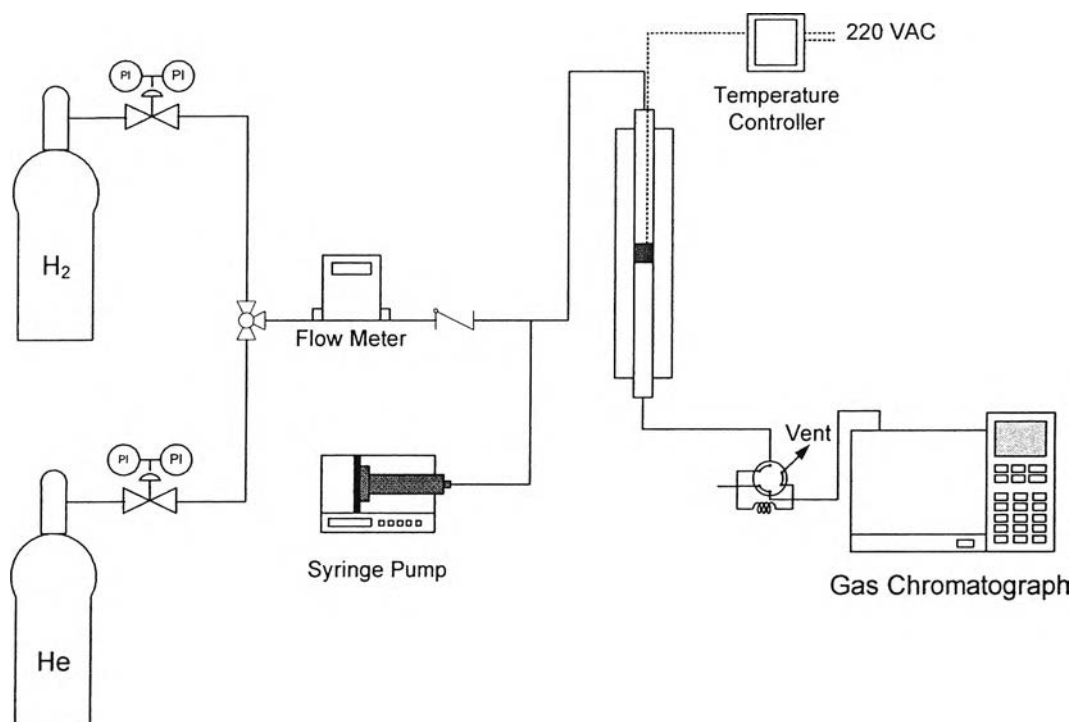 220 VAC
PI PI
Temperature
Controller
H₂
Flow Meter
Vent
PI PI
Syringe Pump
Gas Chromatograph
He